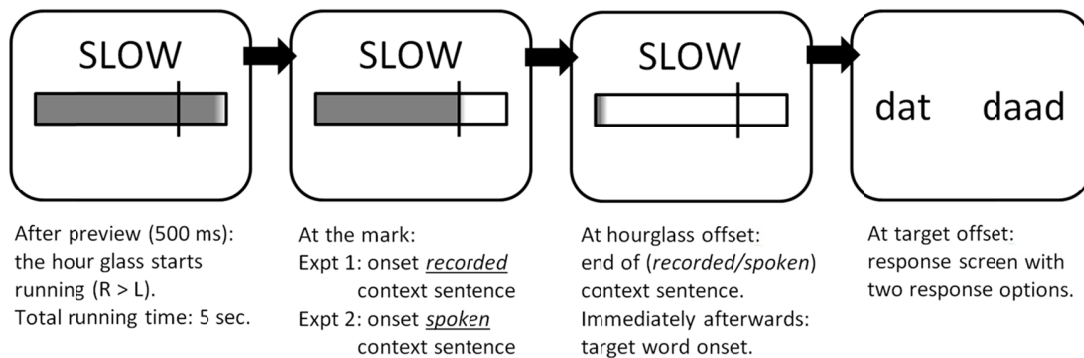 SLOW
SLOW
SLOW
dat daad
After preview (500 ms):
the hour glass starts
running (R > L).
Total running time: 5 sec.
At the mark:
Expt 1: onset recorded
context sentence
Expt 2: onset spoken
context sentence
At hourglass offset:
end of (recorded/spoken)
context sentence.
Immediately afterwards:
target word onset.
At target offset:
response screen with
two response options.